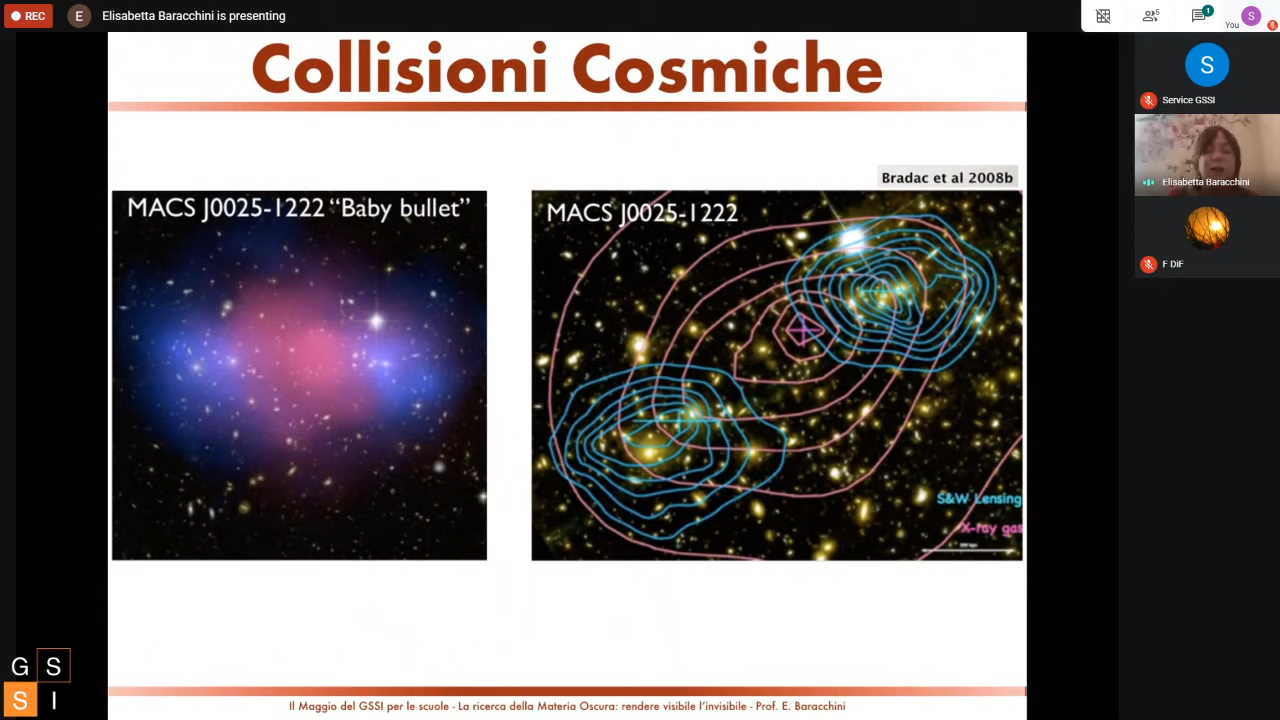 REC
E
Elisabetta Baracchini is presenting
6
1
You
S
Collisioni Cosmiche
Bradac et al 2008b
MACS J0025-1222 “Baby bullet”
MACS J0025-1222
S&W Lensing
X-ray gas
S
Service GSSI
Elisabetta Baracchini
F DiF
G S
S I
Il Maggio del GSSI per le scuole - La ricerca della Materia Oscura: rendere visibile l’invisibile - Prof. E. Baracchini